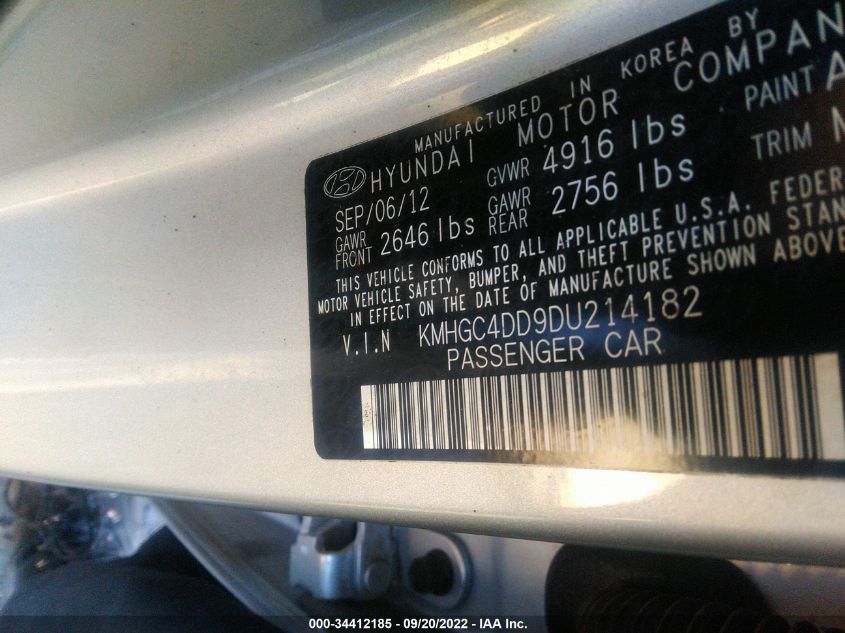 MANUFACTURED IN KOREA BY
HYUNDAI MOTOR COMPAN
SEP/06/12 GVWR 4916 lbs PAINT A
GAWR FRONT 2646 lbs GAWR REAR 2756 lbs TRIM
THIS VEHICLE CONFORMS TO ALL APPLICABLE U.S.A. FEDER
MOTOR VEHICLE SAFETY, BUMPER, AND THEFT PREVENTION STAN
IN EFFECT ON THE DATE OF MANUFACTURE SHOWN ABOVE
V.I.N KMHGC4DD9DU214182
PASSENGER CAR
000-34412185 - 09/20/2022 - IAA Inc.